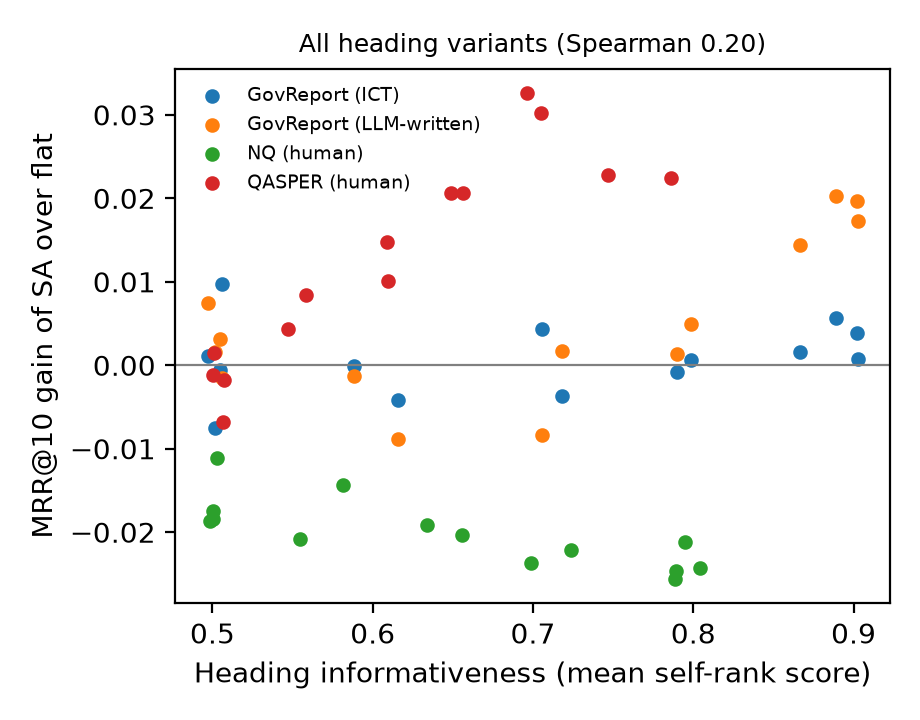 All heading variants (Spearman 0.20)
GovReport (ICT)
GovReport (LLM-written)
NQ (human)
QASPER (human)
MRR@10 gain of SA over flat
0.03
0.02
0.01
0.00
−0.01
−0.02
0.5 0.6 0.7 0.8 0.9
Heading informativeness (mean self-rank score)